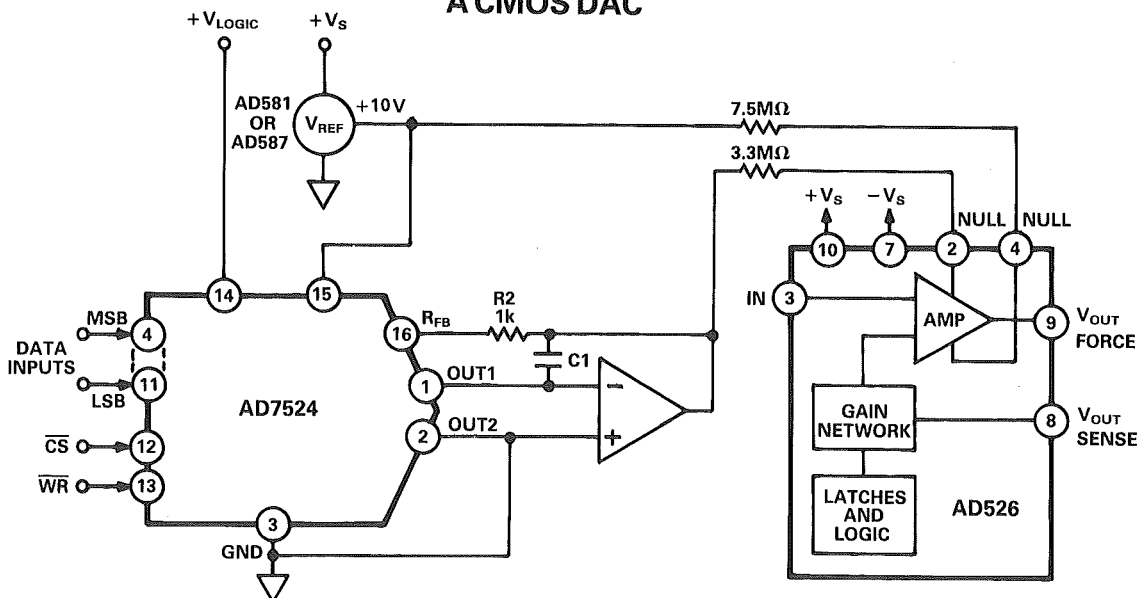 A CMOS DAC
+VLOGIC
+VS
AD581
OR
AD587
VREF
+10V
7.5MΩ
3.3MΩ
+VS
−VS
NULL
NULL
10
7
2
4
14
15
IN
3
AMP
9
VOUT
FORCE
MSB
4
DATA
INPUTS
11
LSB
CS
12
WR
13
AD7524
RFB
16
R2
1k
C1
1
OUT1
2
OUT2
−
+
GAIN
NETWORK
8
VOUT
SENSE
LATCHES
AND
LOGIC
AD526
3
GND